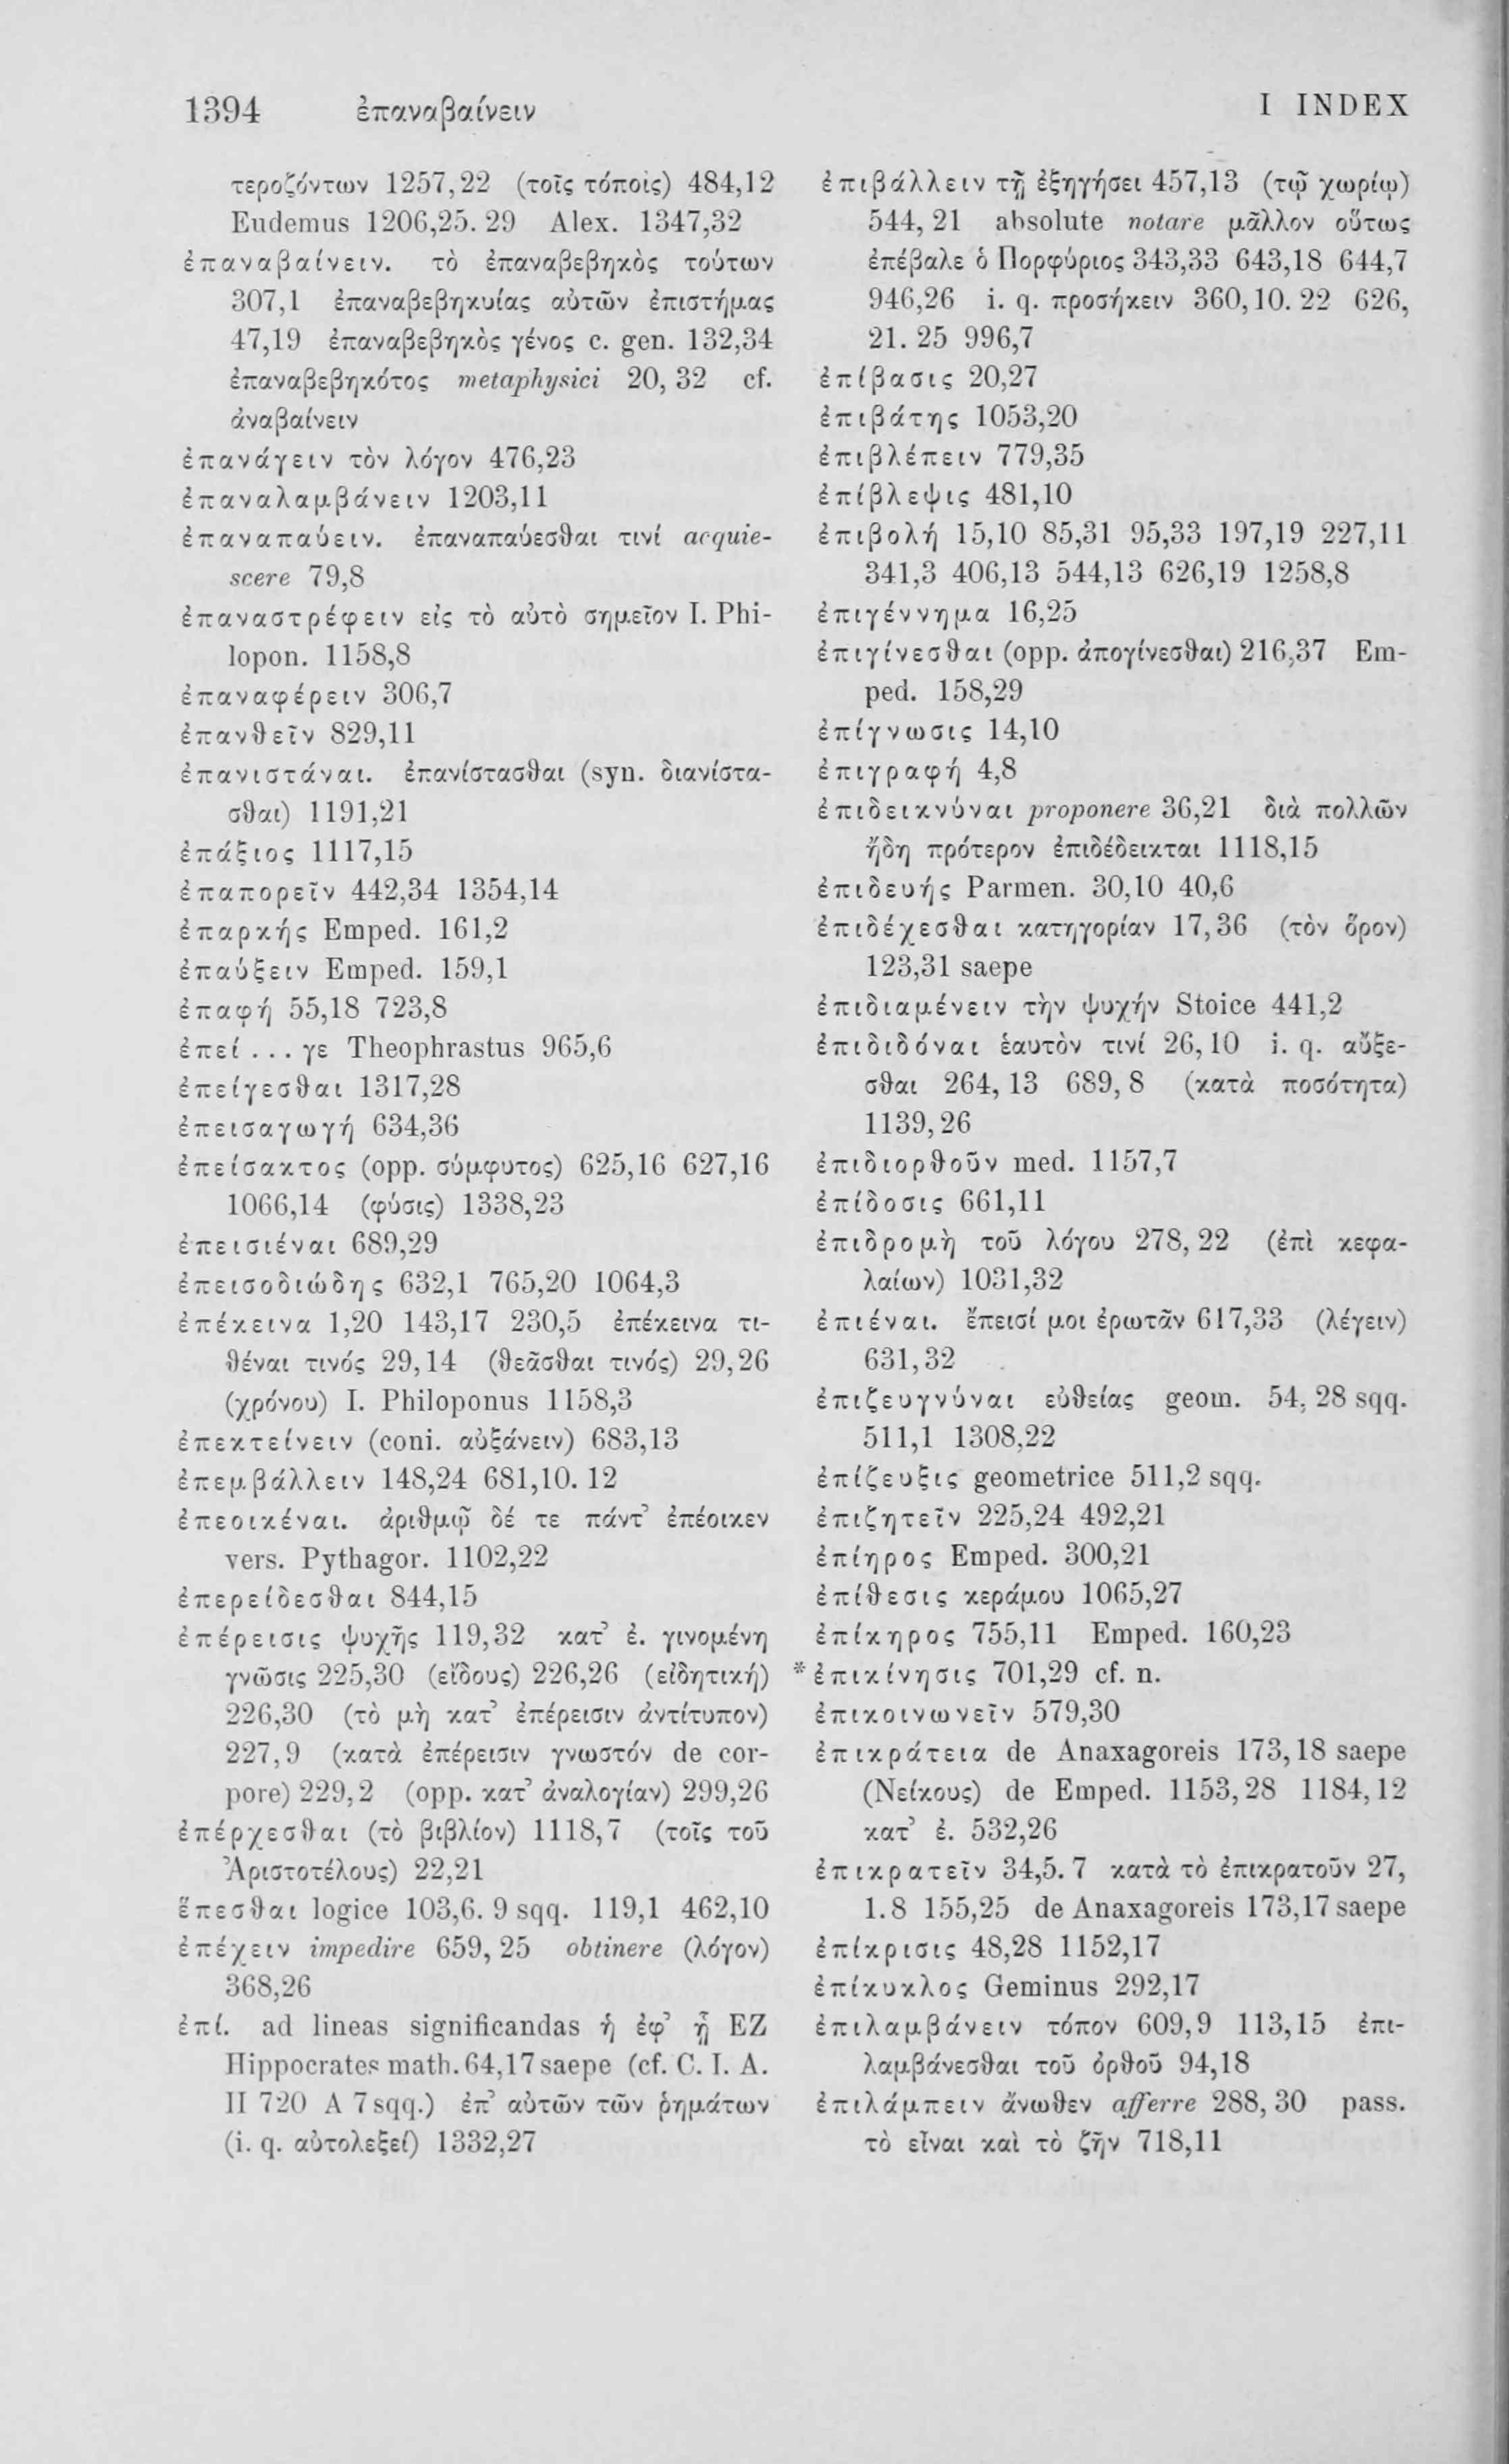 1394 ἐπαναβαίνειν I INDEX
τεροζόντων 1257,22 (τοῖς τόποις) 484,12
Eudemus 1206,25. 29 Alex. 1347,32
ἐπαναβαίνειν. τὸ ἐπαναβεβηκὸς τούτων
307,1 ἐπαναβεβηκυίας αὐτῶν ἐπιστήμας
47,19 ἐπαναβεβηκὸς γένος c. gen. 132,34
ἐπαναβεβηκότος metaphysici 20, 32 cf.
ἀναβαίνειν
ἐπανάγειν τὸν λόγον 476,23
ἐπαναλαμβάνειν 1203,11
ἐπαναπαύειν. ἐπαναπαύεσθαι τινί acquie-
scere 79,8
ἐπαναστρέφειν εἰς τὸ αὐτὸ σημεῖον I. Phi-
lopon. 1158,8
ἐπαναφέρειν 306,7
ἐπανθεῖν 829,11
ἐπανιστάναι. ἐπανίστασθαι (syn. διανίστα-
σθαι) 1191,21
ἐπάξιος 1117,15
ἐπαπορεῖν 442,34 1354,14
ἐπαρκής Emped. 161,2
ἐπαύξειν Emped. 159,1
ἐπαφή 55,18 723,8
ἐπεί . . . γε Theophrastus 965,6
ἐπείγεσθαι 1317,28
ἐπεισαγωγή 634,36
ἐπείσακτος (opp. σύμφυτος) 625,16 627,16
1066,14 (φύσις) 1338,23
ἐπεισιέναι 689,29
ἐπεισοδιώδης 632,1 765,20 1064,3
ἐπέκεινα 1,20 143,17 230,5 ἐπέκεινα τι-
θέναι τινός 29,14 (θεᾶσθαι τινός) 29,26
(χρόνου) I. Philoponus 1158,3
ἐπεκτείνειν (coni. αὐξάνειν) 683,13
ἐπεμβάλλειν 148,24 681,10. 12
ἐπεοικέναι. ἀριθμῷ δέ τε πάντ’ ἐπέοικεν
vers. Pythagor. 1102,22
ἐπερείδεσθαι 844,15
ἐπέρεισις ψυχῆς 119,32 κατ’ ἐ. γινομένη
γνῶσις 225,30 (εἴδους) 226,26 (εἰδητική)
226,30 (τὸ μὴ κατ’ ἐπέρεισιν ἀντίτυπον)
227,9 (κατὰ ἐπέρεισιν γνωστόν de cor-
pore) 229,2 (opp. κατ’ ἀναλογίαν) 299,26
ἐπέρχεσθαι (τὸ βιβλίον) 1118,7 (τοῖς τοῦ
Ἀριστοτέλους) 22,21
ἕπεσθαι logice 103,6. 9 sqq. 119,1 462,10
ἐπέχειν impedire 659, 25 obtinere (λόγον)
368,26
ἐπί. ad lineas significandas ἡ ἐφ’ ᾗ EZ
Hippocrates math. 64,17 saepe (cf. C. I. A.
II 720 A 7 sqq.) ἐπ’ αὐτῶν τῶν ῥημάτων
(i. q. αὐτολεξεί) 1332,27
ἐπιβάλλειν τῇ ἐξηγήσει 457,13 (τῷ χωρίῳ)
544, 21 absolute notare μᾶλλον οὕτως
ἐπέβαλε ὁ Πορφύριος 343,33 643,18 644,7
946,26 i. q. προσήκειν 360,10. 22 626,
21. 25 996,7
ἐπίβασις 20,27
ἐπιβάτης 1053,20
ἐπιβλέπειν 779,35
ἐπίβλεψις 481,10
ἐπιβολή 15,10 85,31 95,33 197,19 227,11
341,3 406,13 544,13 626,19 1258,8
ἐπιγέννημα 16,25
ἐπιγίνεσθαι (opp. ἀπογίνεσθαι) 216,37 Em-
ped. 158,29
ἐπίγνωσις 14,10
ἐπιγραφή 4,8
ἐπιδεικνύναι proponere 36,21 διὰ πολλῶν
ἤδη πρότερον ἐπιδέδεικται 1118,15
ἐπιδευής Parmen. 30,10 40,6
ἐπιδέχεσθαι κατηγορίαν 17,36 (τὸν ὅρον)
123,31 saepe
ἐπιδιαμένειν τὴν ψυχήν Stoice 441,2
ἐπιδιδόναι ἑαυτὸν τινί 26,10 i. q. αὔξε-
σθαι 264, 13 689, 8 (κατὰ ποσότητα)
1139,26
ἐπιδιορθοῦν med. 1157,7
ἐπίδοσις 661,11
ἐπιδρομὴ τοῦ λόγου 278, 22 (ἐπὶ κεφα-
λαίων) 1031,32
ἐπιέναι. ἔπεισί μοι ἐρωτᾶν 617,33 (λέγειν)
631,32
ἐπιζευγνύναι εὐθείας geom. 54, 28 sqq.
511,1 1308,22
ἐπίζευξις geometrice 511,2 sqq.
ἐπιζητεῖν 225,24 492,21
ἐπίηρος Emped. 300,21
ἐπίθεσις κεράμου 1065,27
ἐπίκηρος 755,11 Emped. 160,23
*ἐπικίνησις 701,29 cf. n.
ἐπικοινωνεῖν 579,30
ἐπικράτεια de Anaxagoreis 173,18 saepe
(Νείκους) de Emped. 1153,28 1184,12
κατ’ ἐ. 532,26
ἐπικρατεῖν 34,5. 7 κατὰ τὸ ἐπικρατοῦν 27,
1. 8 155,25 de Anaxagoreis 173,17 saepe
ἐπίκρισις 48,28 1152,17
ἐπίκυκλος Geminus 292,17
ἐπιλαμβάνειν τόπον 609,9 113,15 ἐπι-
λαμβάνεσθαι τοῦ ὀρθοῦ 94,18
ἐπιλάμπειν ἄνωθεν afferre 288, 30 pass.
τὸ εἶναι καὶ τὸ ζῆν 718,11